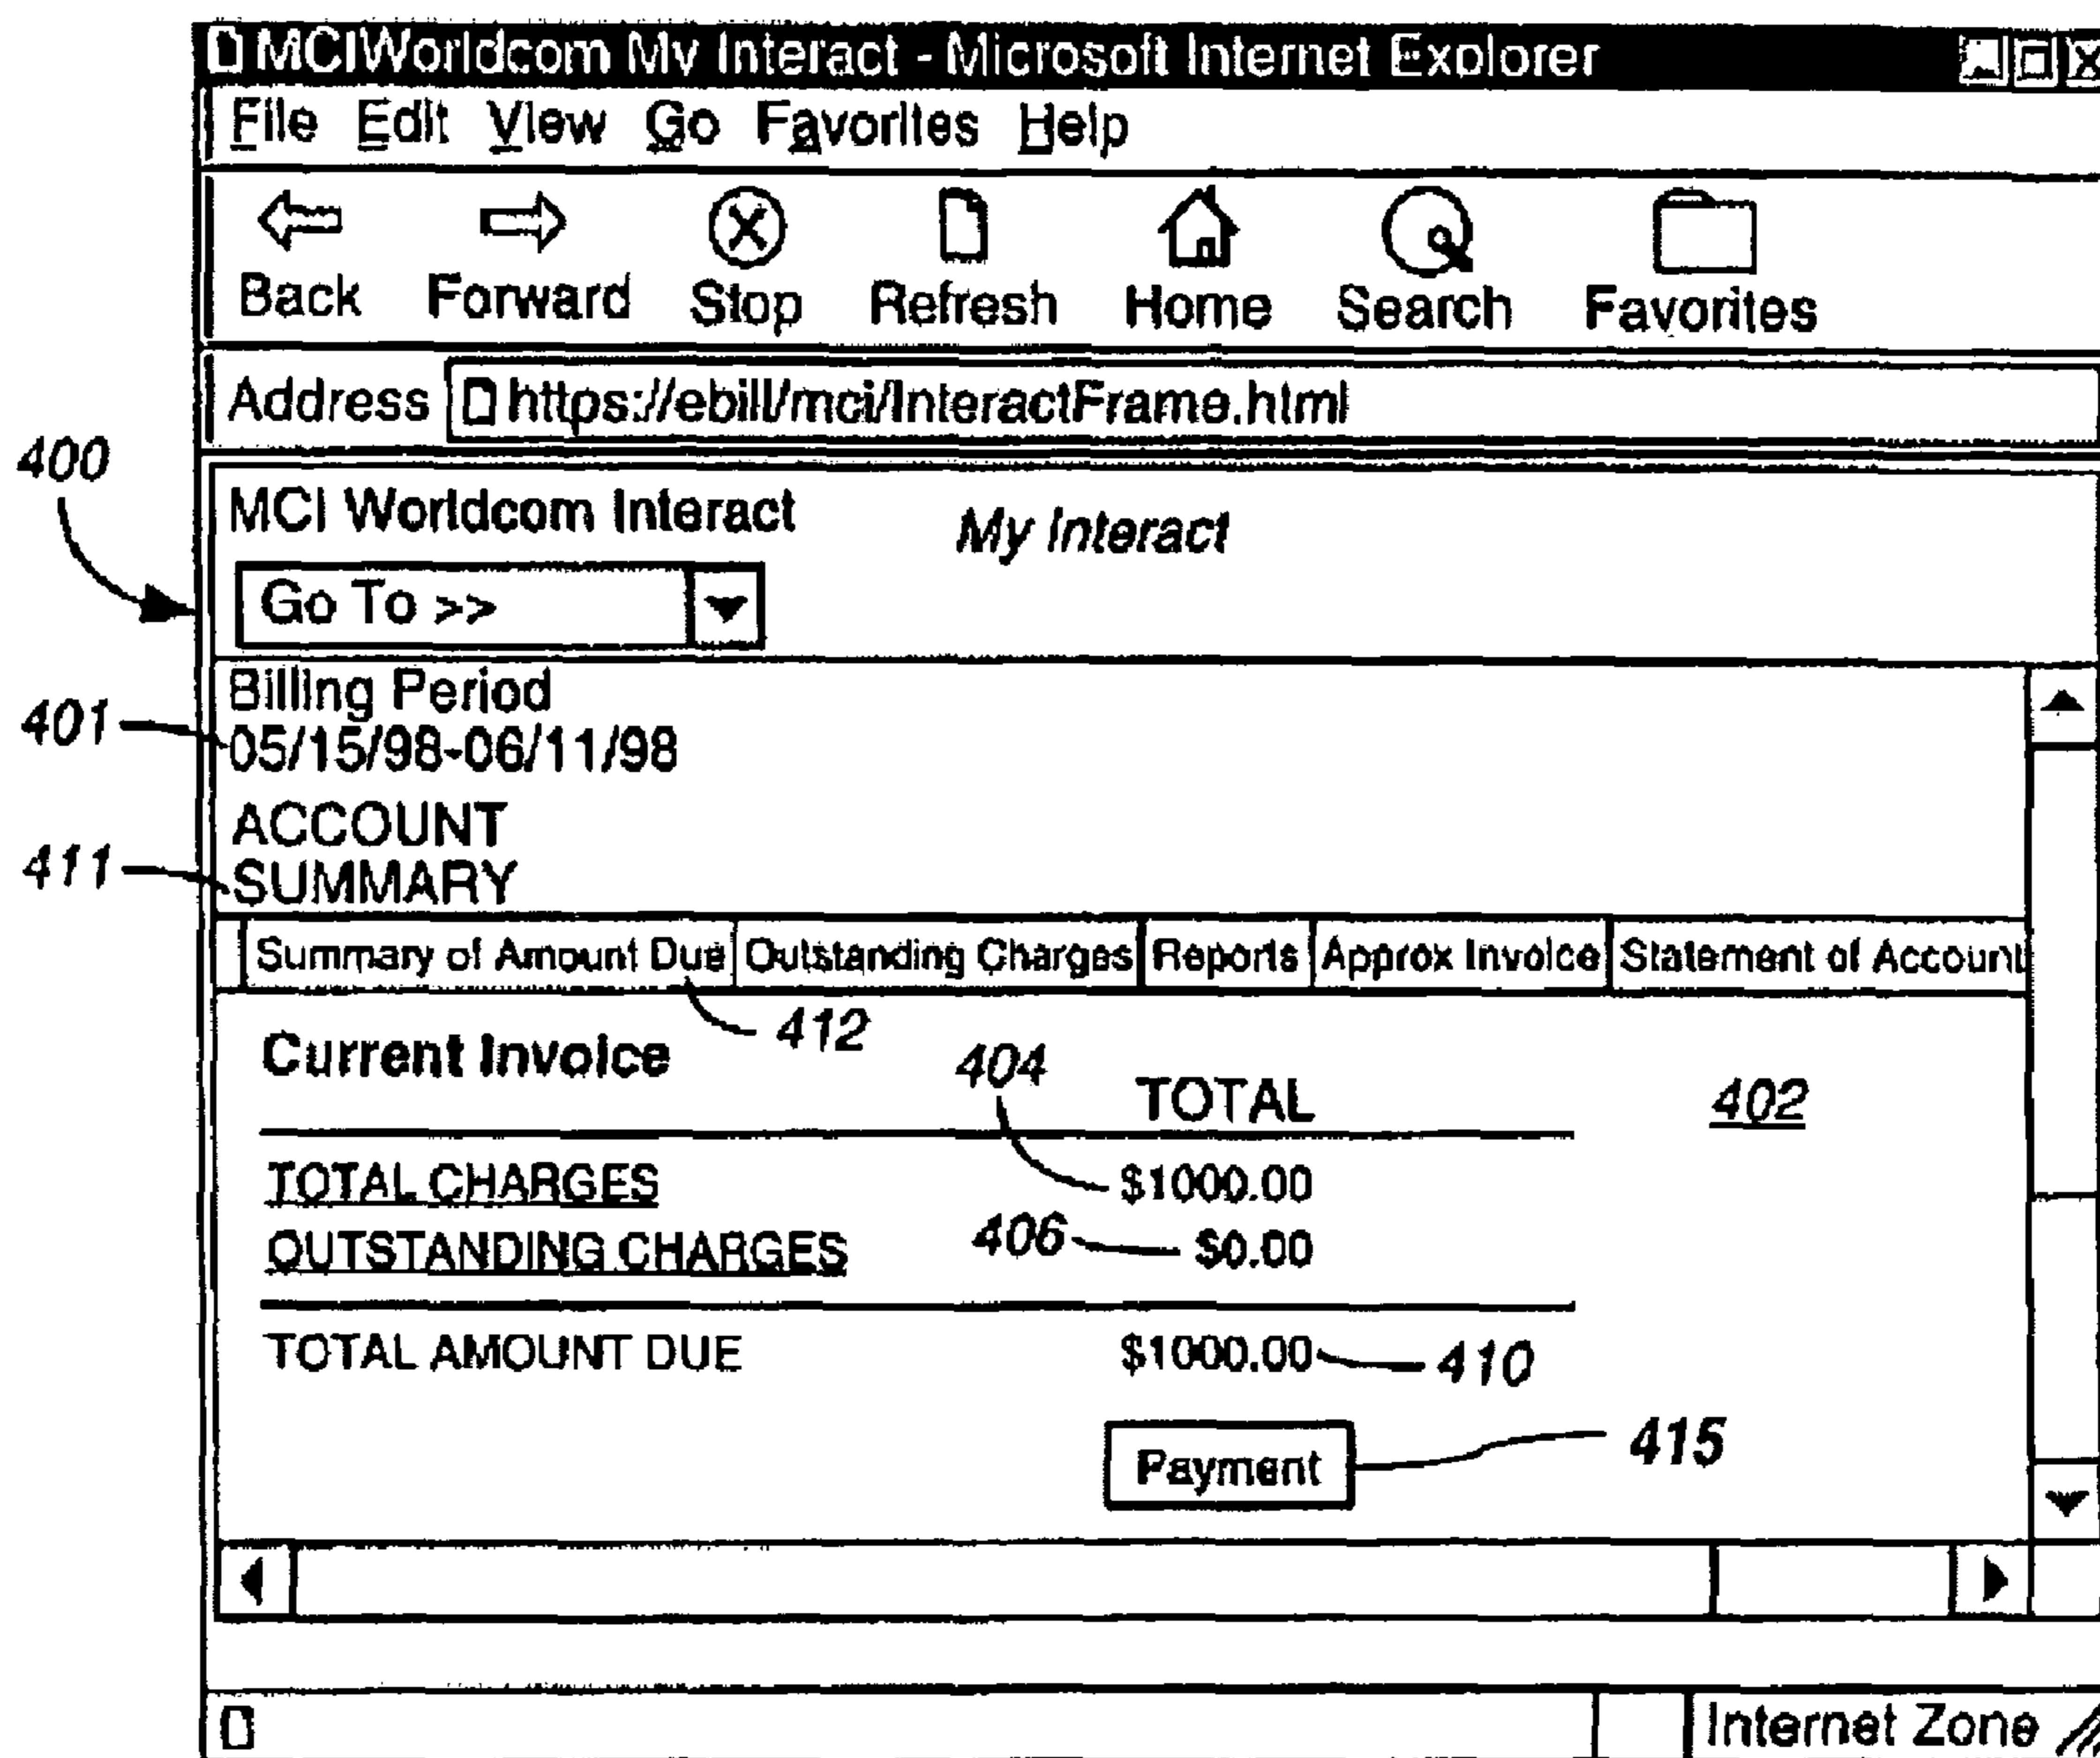 MCIWorldcom My Interact - Microsoft Internet Explorer
File Edit View Go Favorites Help
Back Forward Stop Refresh Home Search Favorites
Address https://ebill/mci/InteractFrame.html
400
MCI Worldcom Interact My Interact
Go To >>
Billing Period
401 05/15/98-06/11/98
ACCOUNT
411 SUMMARY
Summary of Amount Due Outstanding Charges Reports Approx Invoice Statement of Account
412
Current Invoice 404 TOTAL 402
TOTAL CHARGES $1000.00
OUTSTANDING CHARGES 406 $0.00
TOTAL AMOUNT DUE $1000.00 410
Payment 415
Internet Zone